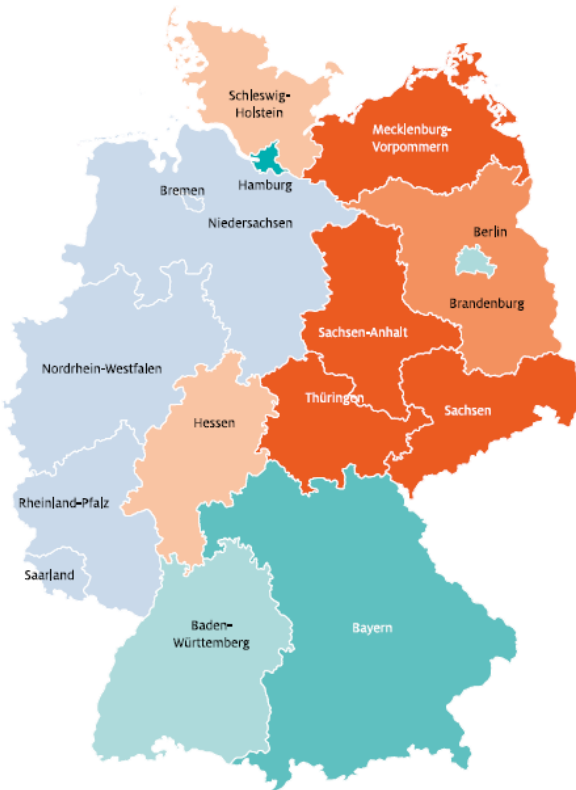 Schleswig-
Holstein
Mecklenburg-
Vorpommern
Hamburg
Bremen
Niedersachsen
Berlin
Brandenburg
Sachsen-Anhalt
Nordrhein-Westfalen
Thüringen
Sachsen
Hessen
Rheinland-Pfalz
Saarland
Baden-
Württemberg
Bayern